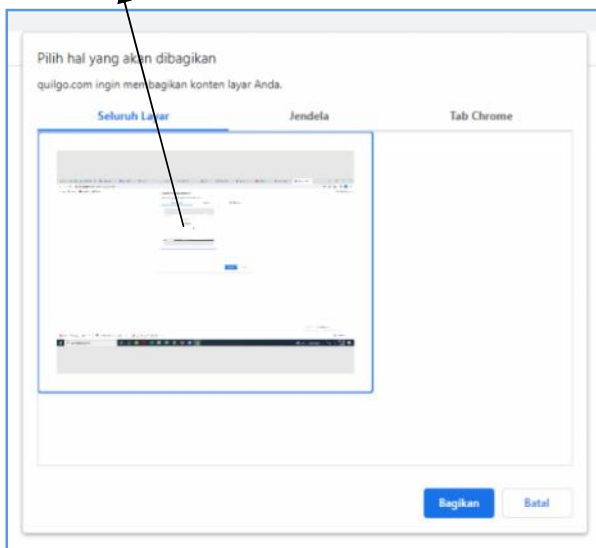 Pilih hal yang akan dibagikan
quilgo.com ingin membagikan konten layar Anda.
Seluruh Layar Jendela Tab Chrome
Bagikan Batal